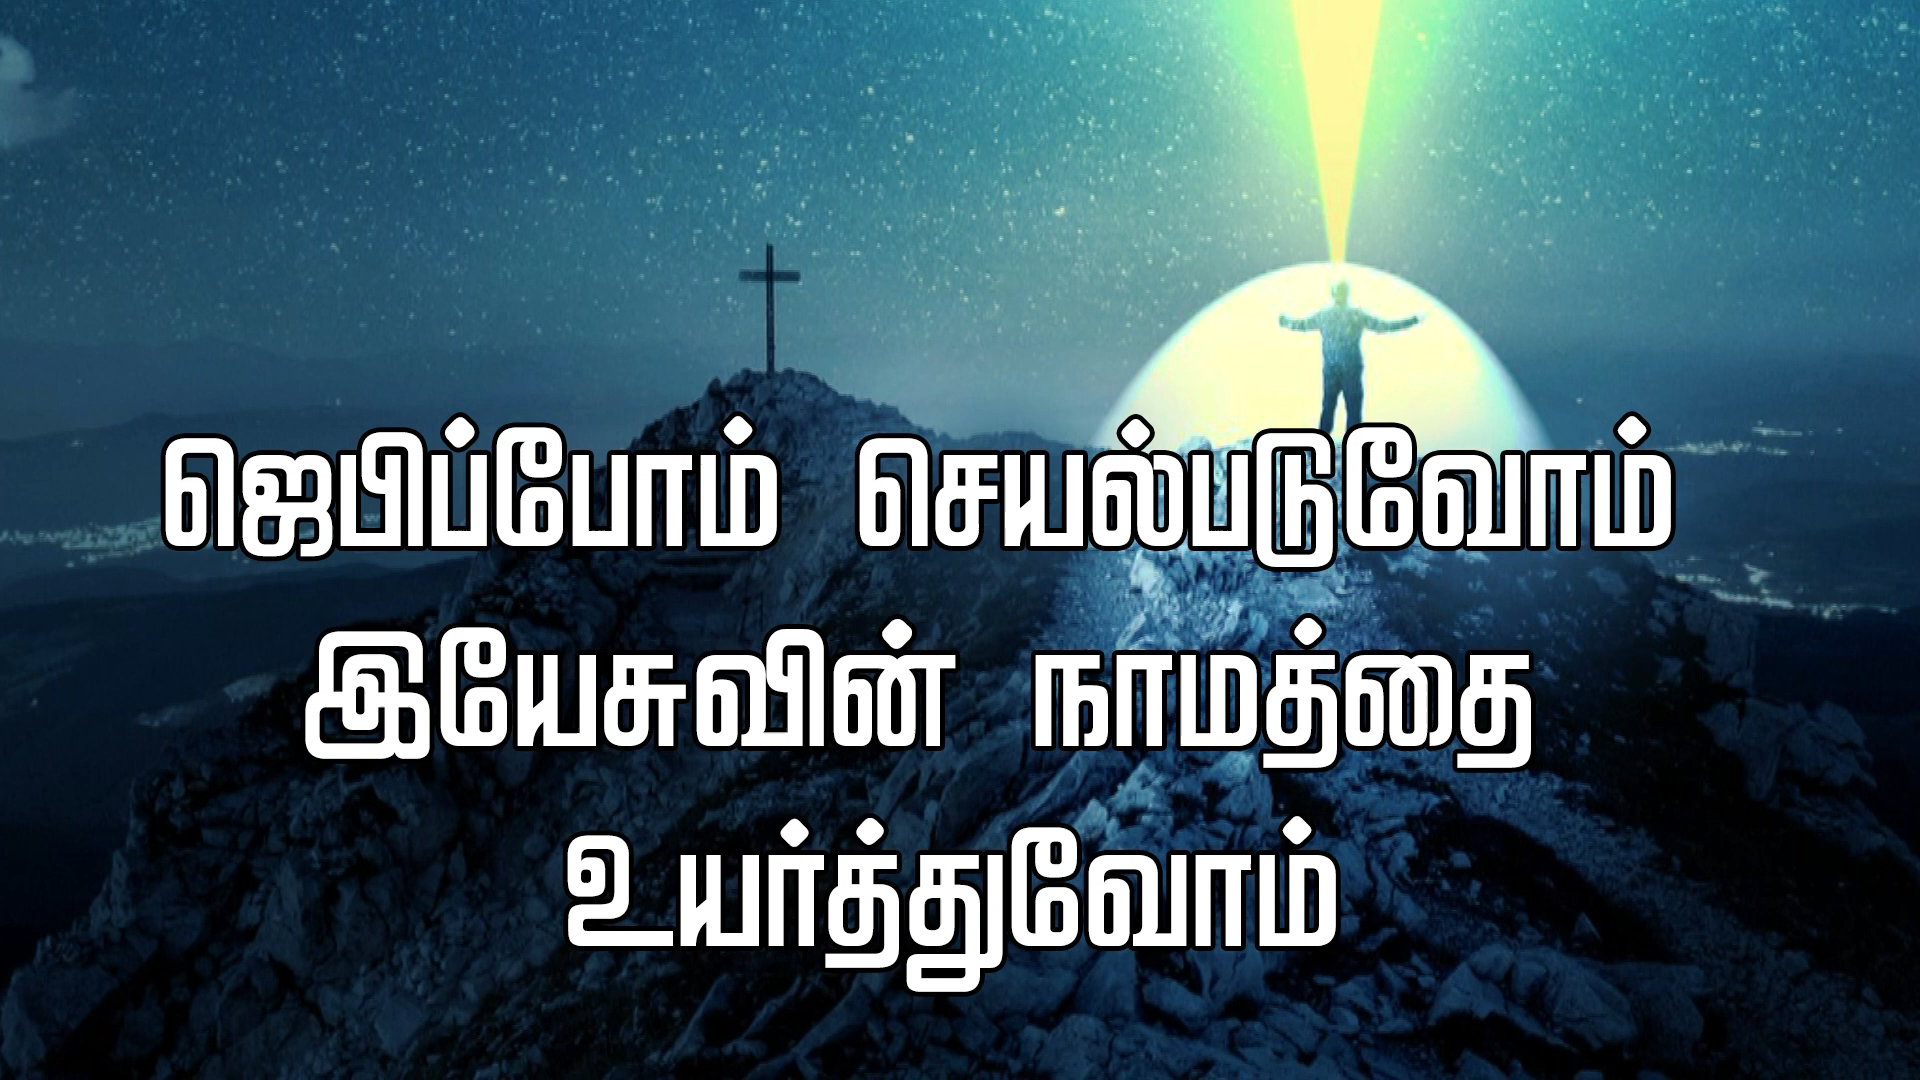 ஜெபிப்போம் செயல்படுவோம்
இயேசுவின் நாமத்தை
உயர்த்துவோம்